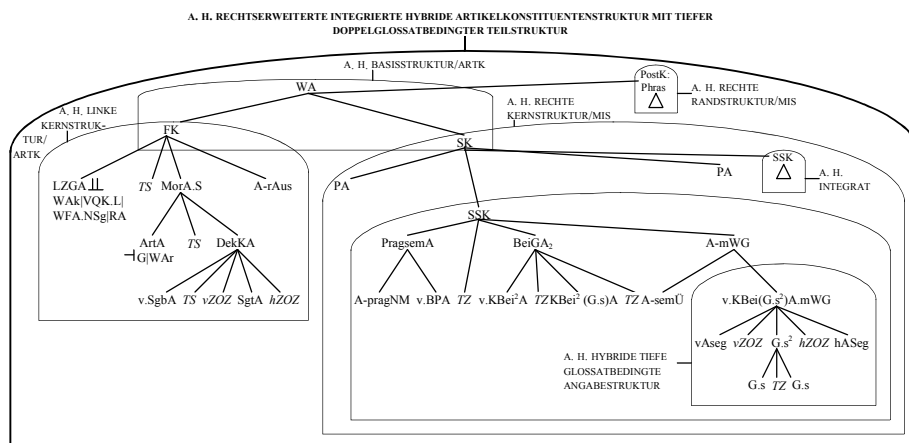 A. H. RECHTSERWEITERTE INTEGRIERTE HYBRIDE ARTIKELKONSTITUENTENSTRUKTUR MIT TIEFER
DOPPELGLOSSATBEDINGTER TEILSTRUKTUR
A. H. BASISSTRUKTUR/ARTK
PostK:
Phras
A. H. RECHTE
RANDSTRUKTUR/MIS
WA
A. H. LINKE
KERNSTRUK-
TUR/
ARTK
A. H. RECHTE
KERNSTRUKTUR/MIS
FK
SK
SSK
A. H.
INTEGRAT
LZGA
WAk|VQK.L|
WFA.NSg|RA
TS
MorA.S
A-rAus
PA
PA
SSK
ArtA
⊣G|WAr
TS
DekKA
PragsemA
BeiGA₂
A-mWG
v.SgbA TS vZOZ SgtA hZOZ
A-pragNM v.BPA TZ v.KBei²A TZ KBei² (G.s)A TZ A-semÜ
v.KBei(G.s²)A.mWG
vAseg vZOZ G.s² hZOZ hASeg
A. H. HYBRIDE TIEFE
GLOSSATBEDINGTE
ANGABESTRUKTUR
G.s TZ G.s